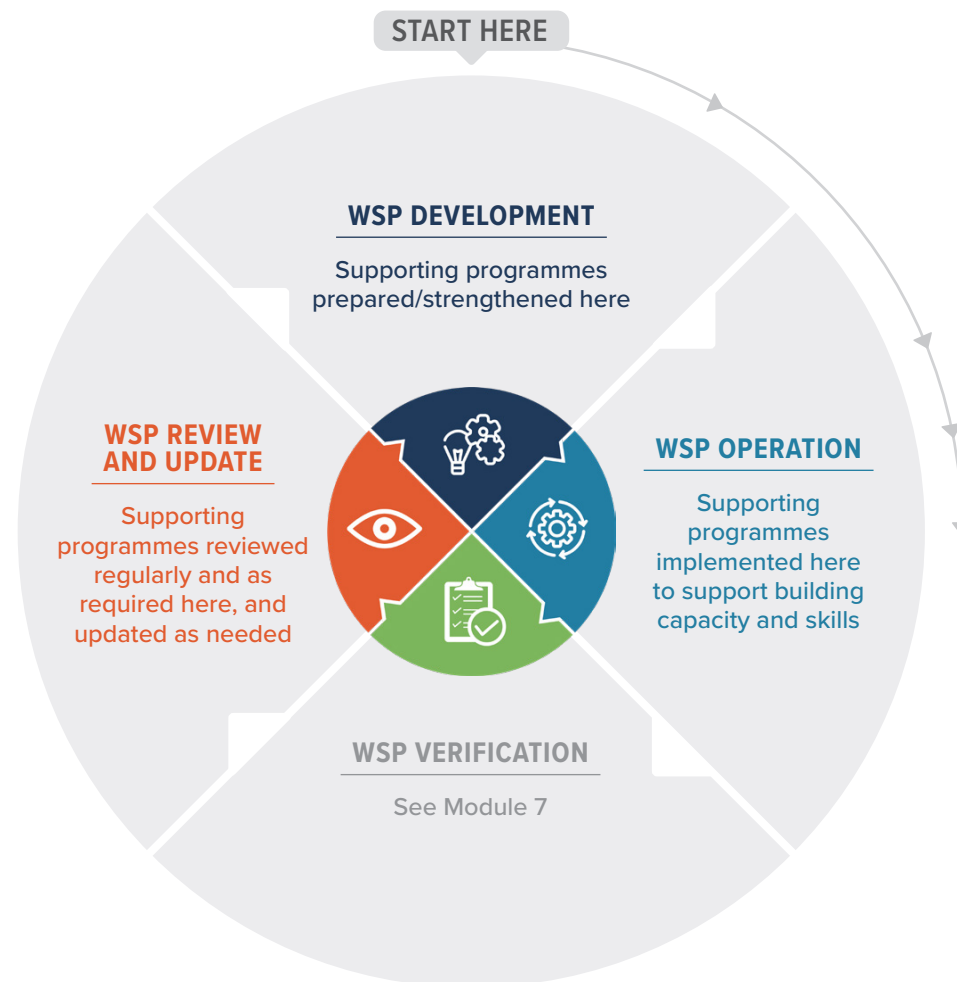 START HERE
WSP DEVELOPMENT
Supporting programmes
prepared/strengthened here
WSP OPERATION
Supporting
programmes
implemented here
to support building
capacity and skills
WSP VERIFICATION
See Module 7
WSP REVIEW
AND UPDATE
Supporting
programmes reviewed
regularly and as
required here, and
updated as needed